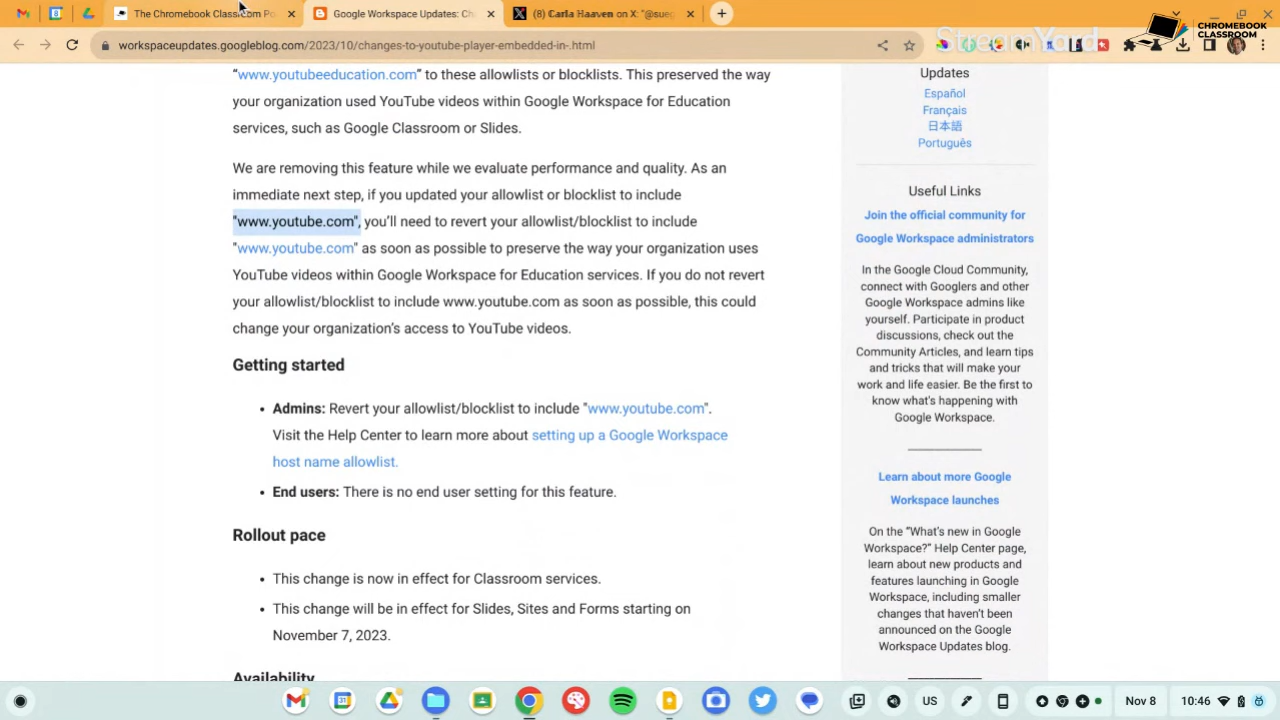 The Chromebook Classroom Po
Google Workspace Updates: Ch
(8) Carla Haaven on X: "@sueg
workspaceupdates.googleblog.com/2023/10/changes-to-youtube-player-embedded-in-.html
StreamYard
CHROMEBOOK
CLASSROOM
"www.youtubeeducation.com" to these allowlists or blocklists. This preserved the way
your organization used YouTube videos within Google Workspace for Education
services, such as Google Classroom or Slides.
We are removing this feature while we evaluate performance and quality. As an
immediate next step, if you updated your allowlist or blocklist to include
"www.youtube.com", you'll need to revert your allowlist/blocklist to include
"www.youtube.com" as soon as possible to preserve the way your organization uses
YouTube videos within Google Workspace for Education services. If you do not revert
your allowlist/blocklist to include www.youtube.com as soon as possible, this could
change your organization's access to YouTube videos.
Getting started
• Admins: Revert your allowlist/blocklist to include "www.youtube.com".
Visit the Help Center to learn more about setting up a Google Workspace
host name allowlist.
• End users: There is no end user setting for this feature.
Rollout pace
• This change is now in effect for Classroom services.
• This change will be in effect for Slides, Sites and Forms starting on
November 7, 2023.
Availability
Updates
Español
Français
日本語
Português
Useful Links
Join the official community for
Google Workspace administrators
In the Google Cloud Community,
connect with Googlers and other
Google Workspace admins like
yourself. Participate in product
discussions, check out the
Community Articles, and learn tips
and tricks that will make your
work and life easier. Be the first to
know what's happening with
Google Workspace.
Learn about more Google
Workspace launches
On the "What's new in Google
Workspace?" Help Center page,
learn about new products and
features launching in Google
Workspace, including smaller
changes that haven't been
announced on the Google
Workspace Updates blog.
US
Nov 8
10:46